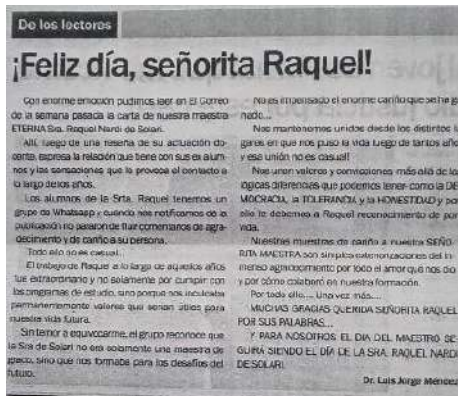 De los lectores
¡Feliz día, señorita Raquel!
Con enorme emoción pudimos leer en El Correo
de la semana pasada la carta de nuestra maestra
ETERNA Sra. Raquel Nardi de Solari.
Allí, luego de una reseña de su actuación do-
cente, expresa la relación que tiene con sus ex alum-
nos y las sensaciones que la provoca el contacto a
lo largo de los años.
Los alumnos de la Srta. Raquel tenemos un
grupo de Whatsapp y cuando nos notificamos de la
publicación no pararon de fluir comentarios de agra-
decimiento y de cariño a su persona.
Todo ello no es casual...
El trabajo de Raquel a lo largo de aquellos años
fue extraordinario y no solamente por cumplir con
los programas de estudio, sino porque nos inculcaba
permanentemente valores que serían útiles para
nuestra vida futura.
Sin temor a equivocarme, el grupo reconoce que
la Sra de Solari no era solamente una maestra de
grado, sino que nos formaba para los desafíos del
futuro.
No es impensado el enorme cariño que se ha g
nado...
Nos mantenemos unidos desde los distintos l
gares en que nos puso la vida luego de tantos año
y esa unión no es casual!
Nos unen valores y convicciones más allá de lo
lógicas diferencias que podemos tener como la DE
MOCRACIA, la TOLERANCIA y la HONESTIDAD y po
ello le debemos a Raquel reconocimiento de por
vida.
Nuestras muestras de cariño a nuestra SEÑO
RITA MAESTRA son simples exteriorizaciones del in
menso agradecimiento por todo el amor que nos dio
y por cómo colaboró en nuestra formación.
Por todo ello.... Una vez más....
MUCHAS GRACIAS QUERIDA SEÑORITA RAQUEL
POR SUS PALABRAS...
Y PARA NOSOTROS EL DIA DEL MAESTRO SE
GUIRÁ SIENDO EL DÍA DE LA SRA. RAQUEL NARDI
DE SOLARI.
Dr. Luis Jorge Méndez